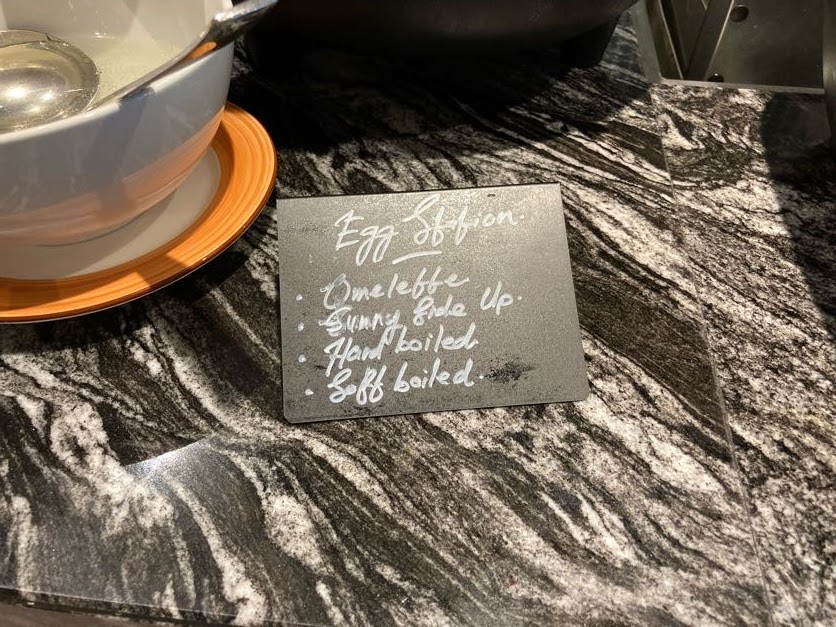 Egg Station.
• Omelette
• Sunny Side Up.
• Hard boiled
• Soft boiled.